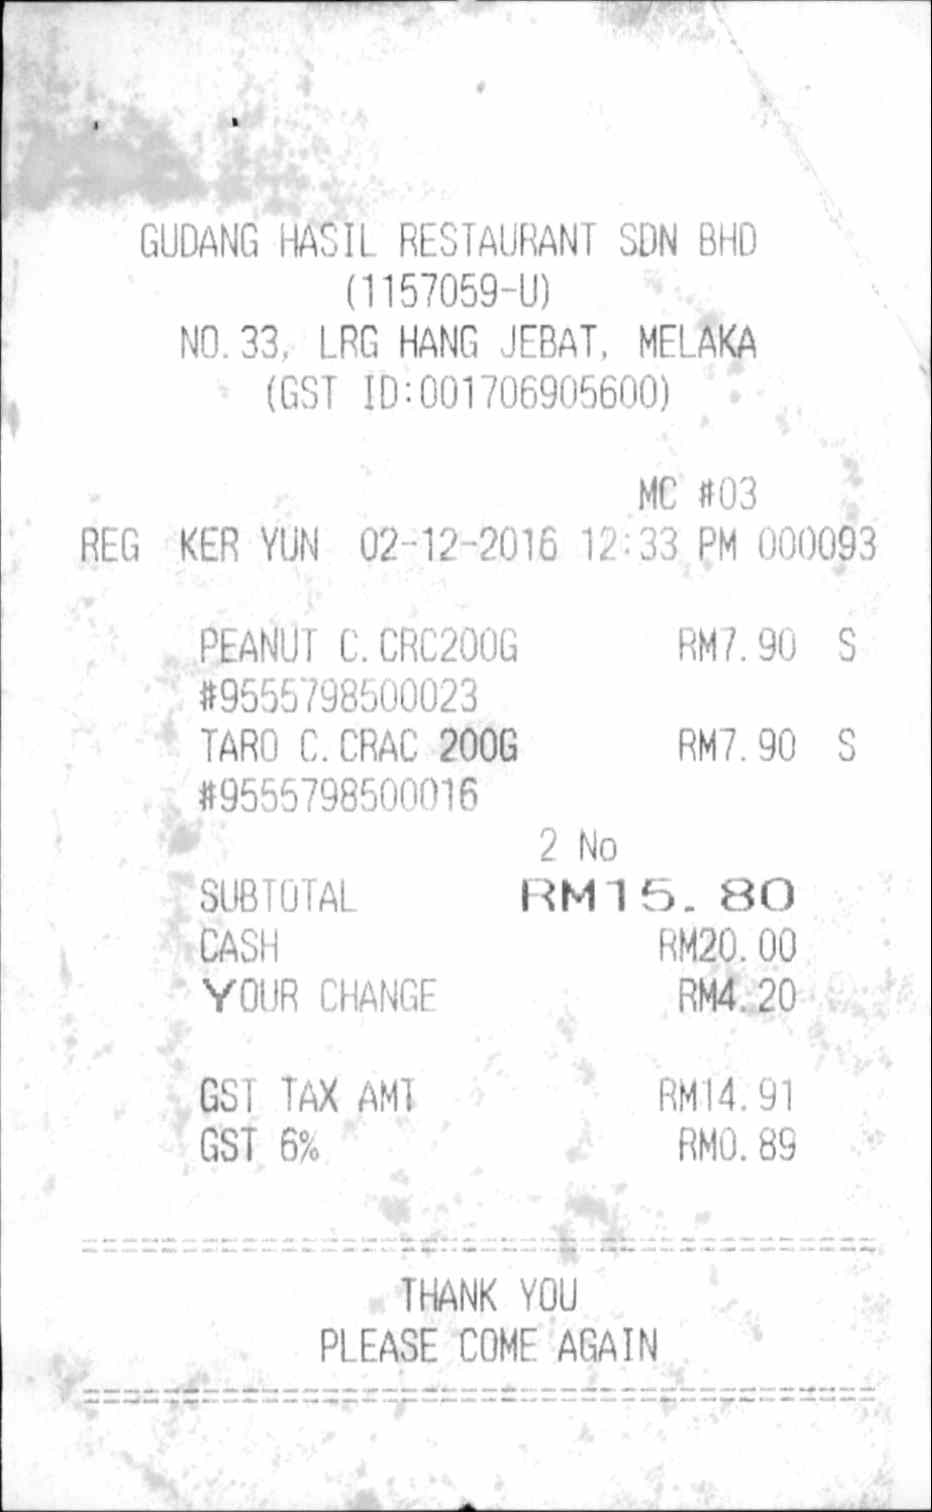 GUDANG HASIL RESTAURANT SDN BHD
(1157059-U)
NO.33, LRG HANG JEBAT, MELAKA
(GST ID:001706905600)
MC #03
REG KER YUN 02-12-2016 12:33 PM 000093
PEANUT C.CRC200G RM7.90 S
#9555798500023
TARO C.CRAC 200G RM7.90 S
#9555798500016
2 No
SUBTOTAL RM15.80
CASH RM20.00
YOUR CHANGE RM4.20
GST TAX AMT RM14.91
GST 6% RM0.89
THANK YOU
PLEASE COME AGAIN